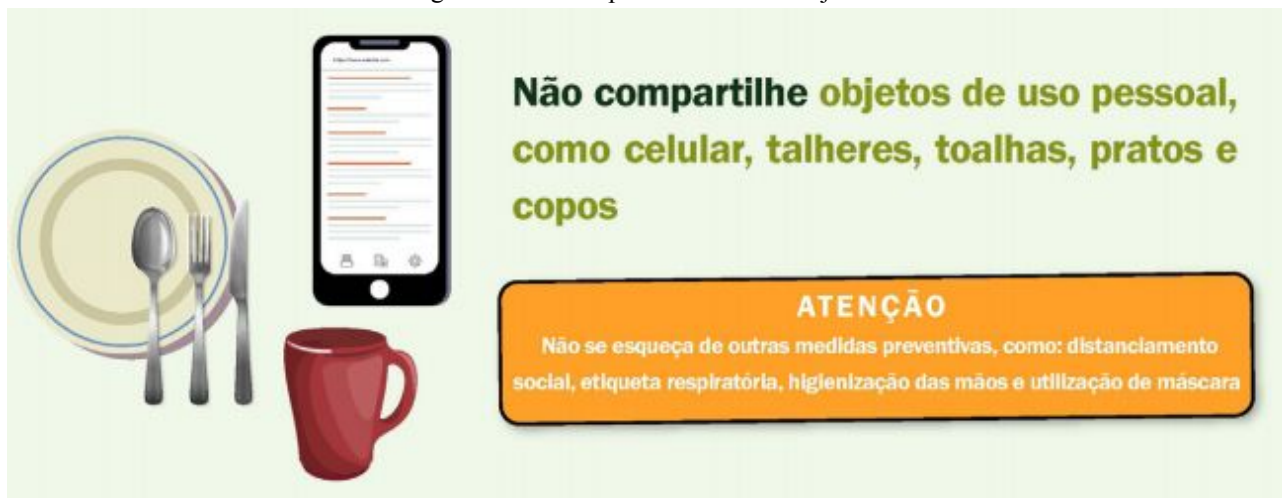 Não compartilhe objetos de uso pessoal,
como celular, talheres, toalhas, pratos e
copos
ATENÇÃO
Não se esqueça de outras medidas preventivas, como: distanciamento
social, etiqueta respiratória, higienização das mãos e utilização de máscara